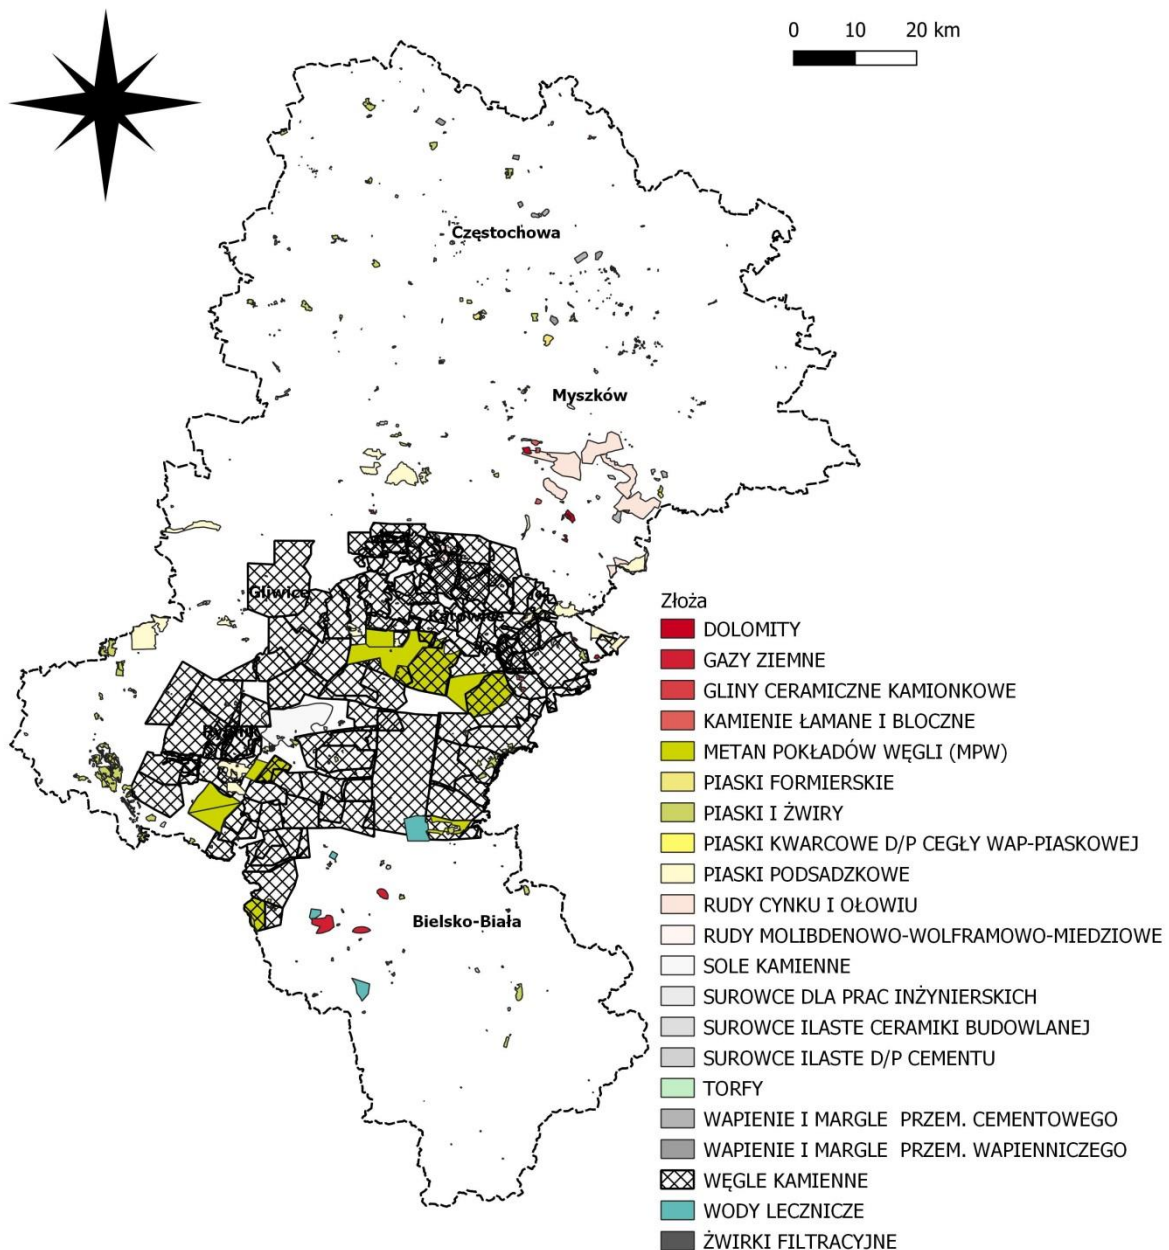 0 10 20 km
Częstochowa
Myszków
Gliwice
Katowice
Rybnik
Bielsko-Biała
Złoża
DOLOMITY
GAZY ZIEMNE
GLINY CERAMICZNE KAMIONKOWE
KAMIENIE ŁAMANE I BLOCZNE
METAN POKŁADÓW WĘGLI (MPW)
PIASKI FORMIERSKIE
PIASKI I ŻWIRY
PIASKI KWARCOWE D/P CEGŁY WAP-PIASKOWEJ
PIASKI PODSADZKOWE
RUDY CYNKU I OŁOWIU
RUDY MOLIBDENOWO-WOLFRAMOWO-MIEDZIOWE
SOLE KAMIENNE
SUROWCE DLA PRAC INŻYNIERSKICH
SUROWCE ILASTE CERAMIKI BUDOWLANEJ
SUROWCE ILASTE D/P CEMENTU
TORFY
WAPIENIE I MARGLE PRZEM. CEMENTOWEGO
WAPIENIE I MARGLE PRZEM. WAPIENNICZEGO
WĘGLE KAMIENNE
WODY LECZNICZE
ŻWIRKI FILTRACYJNE